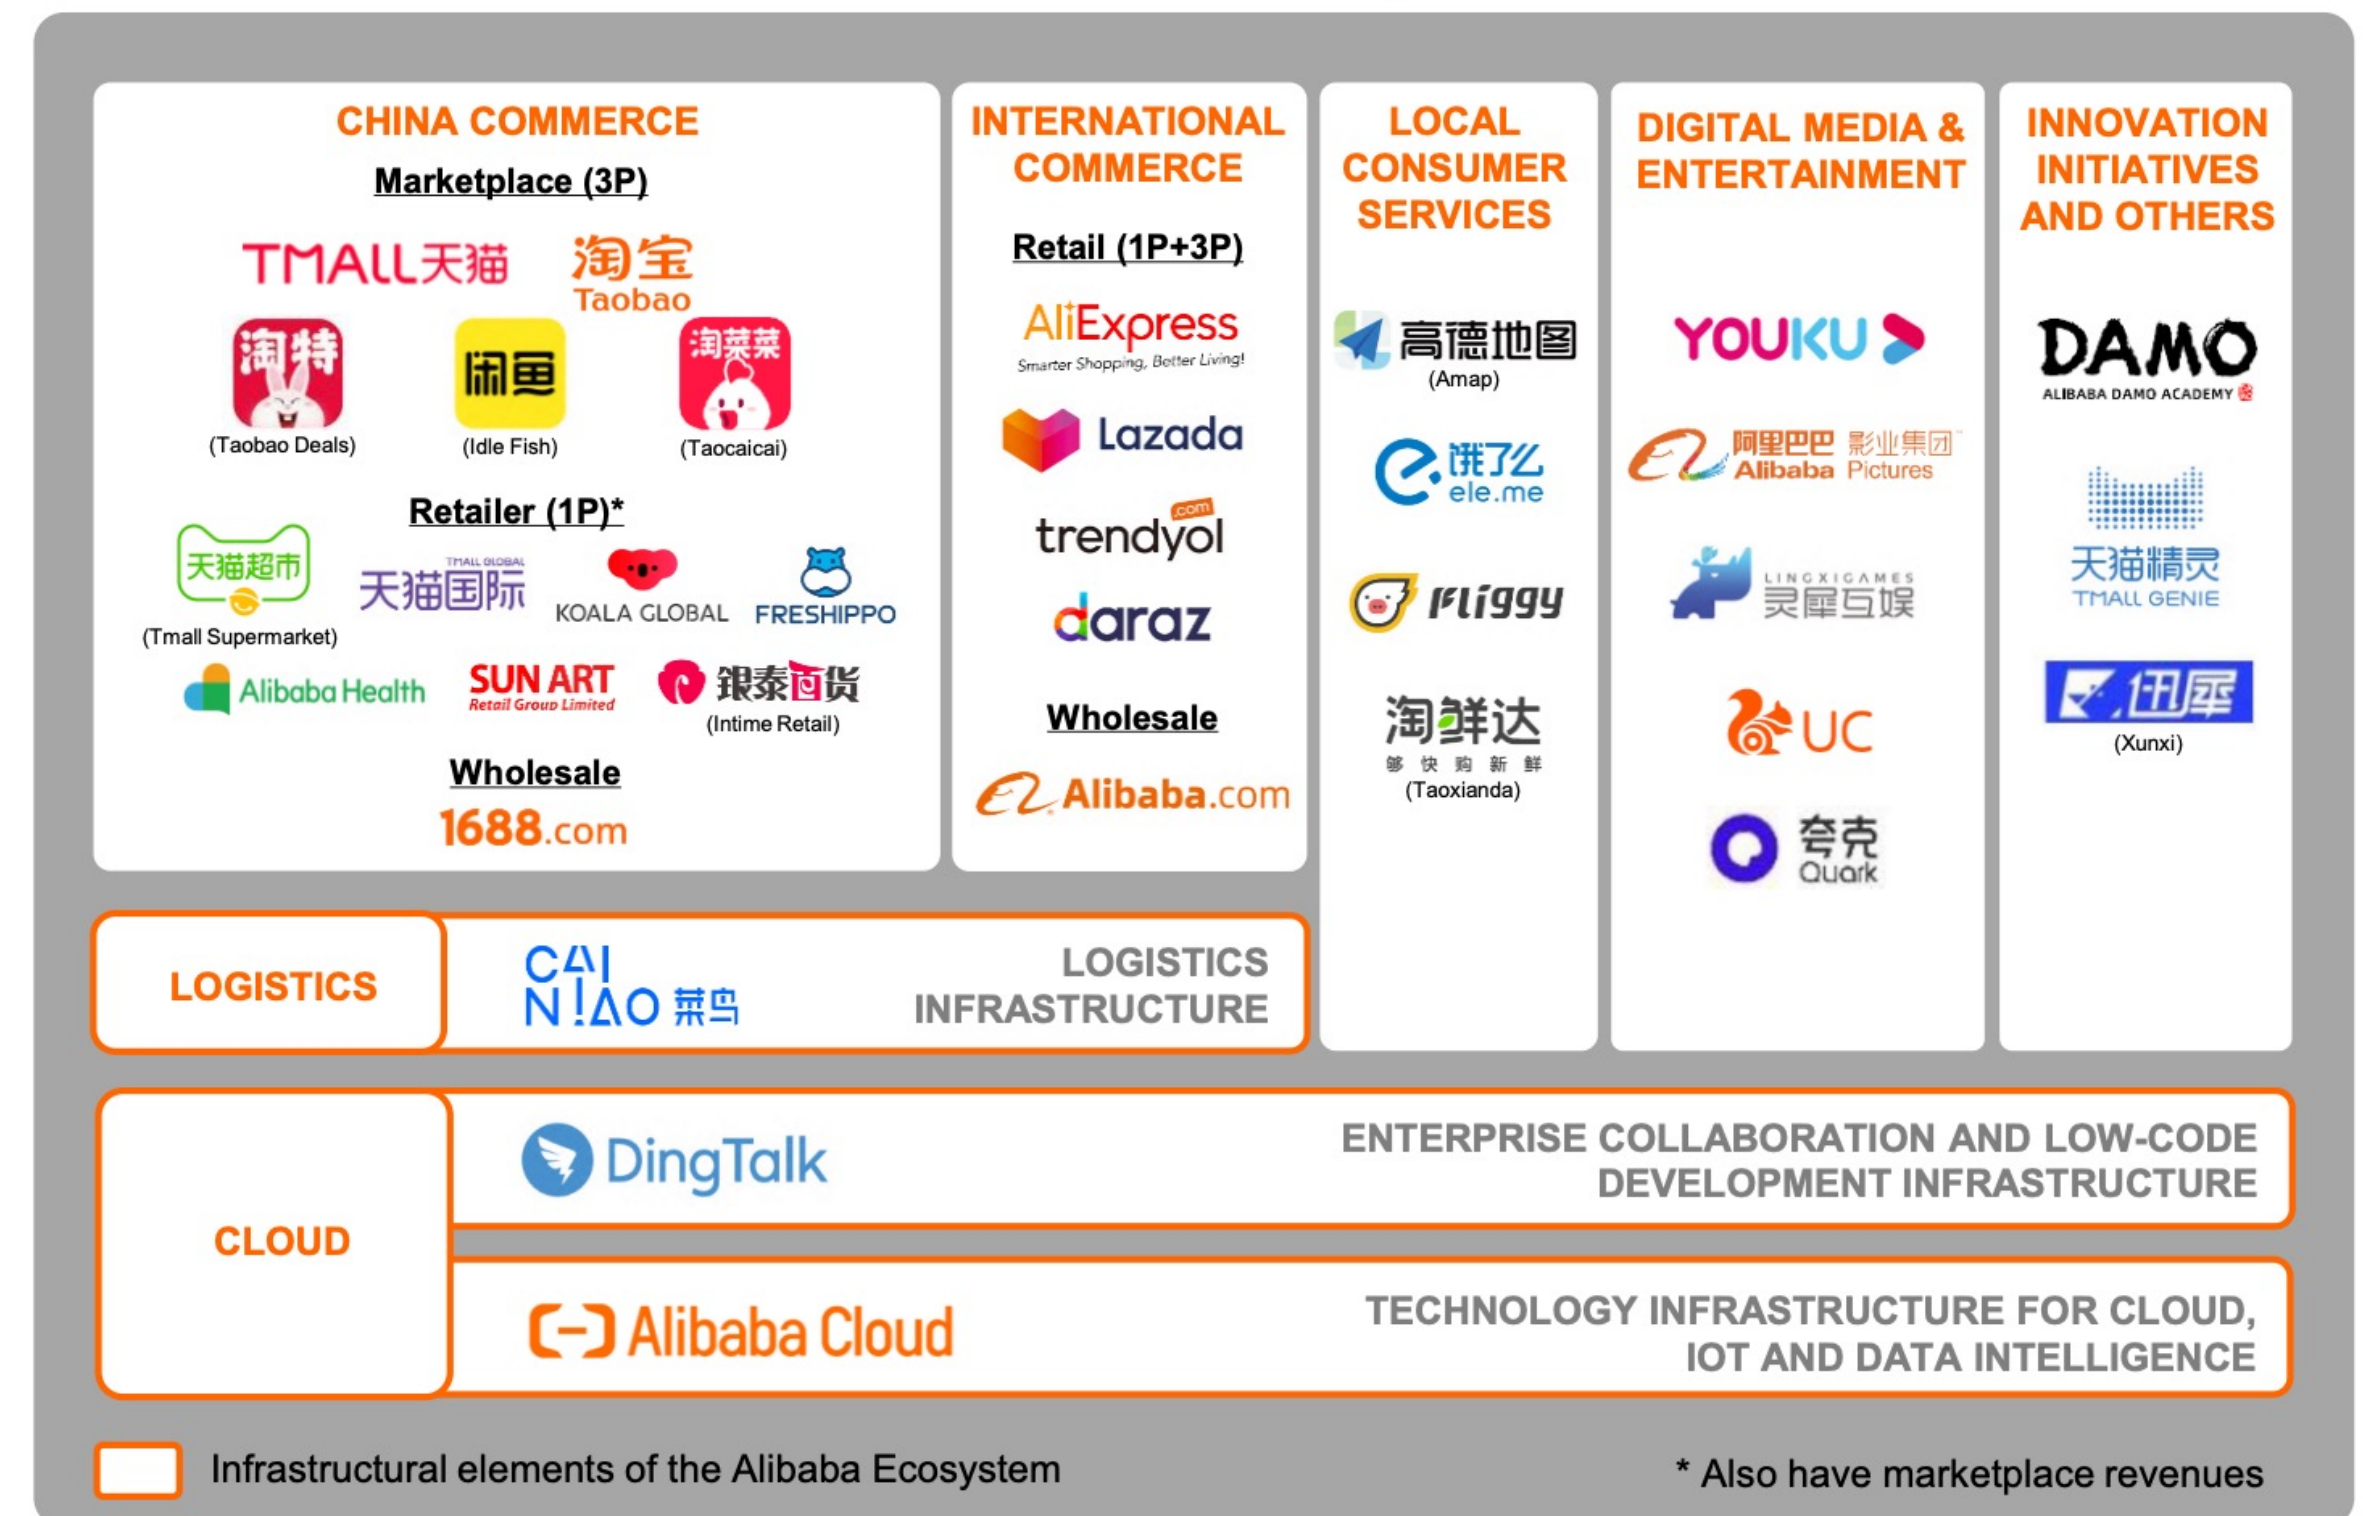 CHINA COMMERCE
Marketplace (3P)
TMALL天猫
淘宝
Taobao
淘特
(Taobao Deals)
闲鱼
(Idle Fish)
淘菜菜
(Taocaicai)
Retailer (1P)*
天猫超市
(Tmall Supermarket)
TMALL GLOBAL
天猫国际
KOALA GLOBAL
FRESHIPPO
Alibaba Health
SUN ART
Retail Group Limited
银泰百货
(Intime Retail)
Wholesale
1688.com
INTERNATIONAL
COMMERCE
Retail (1P+3P)
AliExpress
Smarter Shopping, Better Living!
Lazada
trendyol
.com
daraz
Wholesale
Alibaba.com
LOCAL
CONSUMER
SERVICES
高德地图
(Amap)
饿了么
ele.me
Fliggy
淘鲜达
够快购新鲜
(Taoxianda)
DIGITAL MEDIA &
ENTERTAINMENT
YOUKU
阿里巴巴 影业集团
Alibaba Pictures
LINGXIGAMES
灵犀互娱
UC
夸克
Quark
INNOVATION
INITIATIVES
AND OTHERS
DAMO
ALIBABA DAMO ACADEMY
天猫精灵
TMALL GENIE
迅犀
(Xunxi)
LOGISTICS
CAI
NIAO 菜鸟
LOGISTICS
INFRASTRUCTURE
CLOUD
DingTalk
ENTERPRISE COLLABORATION AND LOW-CODE
DEVELOPMENT INFRASTRUCTURE
Alibaba Cloud
TECHNOLOGY INFRASTRUCTURE FOR CLOUD,
IOT AND DATA INTELLIGENCE
Infrastructural elements of the Alibaba Ecosystem
* Also have marketplace revenues